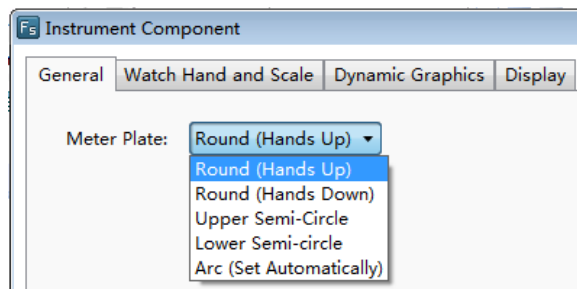 Fs Instrument Component
General Watch Hand and Scale Dynamic Graphics Display
Meter Plate: Round (Hands Up)
Round (Hands Up)
Round (Hands Down)
Upper Semi-Circle
Lower Semi-circle
Arc (Set Automatically)